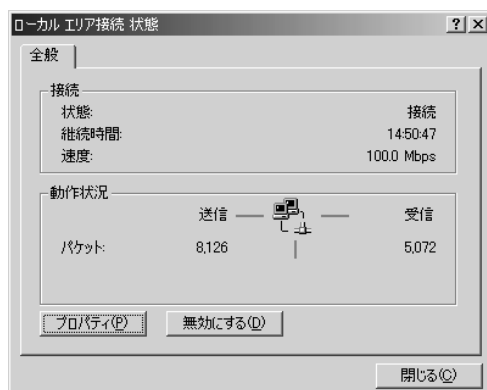 ローカル エリア接続 状態
全般
接続
状態: 接続
継続時間: 14:50:47
速度: 100.0 Mbps
動作状況
送信 受信
パケット: 8,126 5,072
プロパティ(P) 無効にする(D)
閉じる(C)